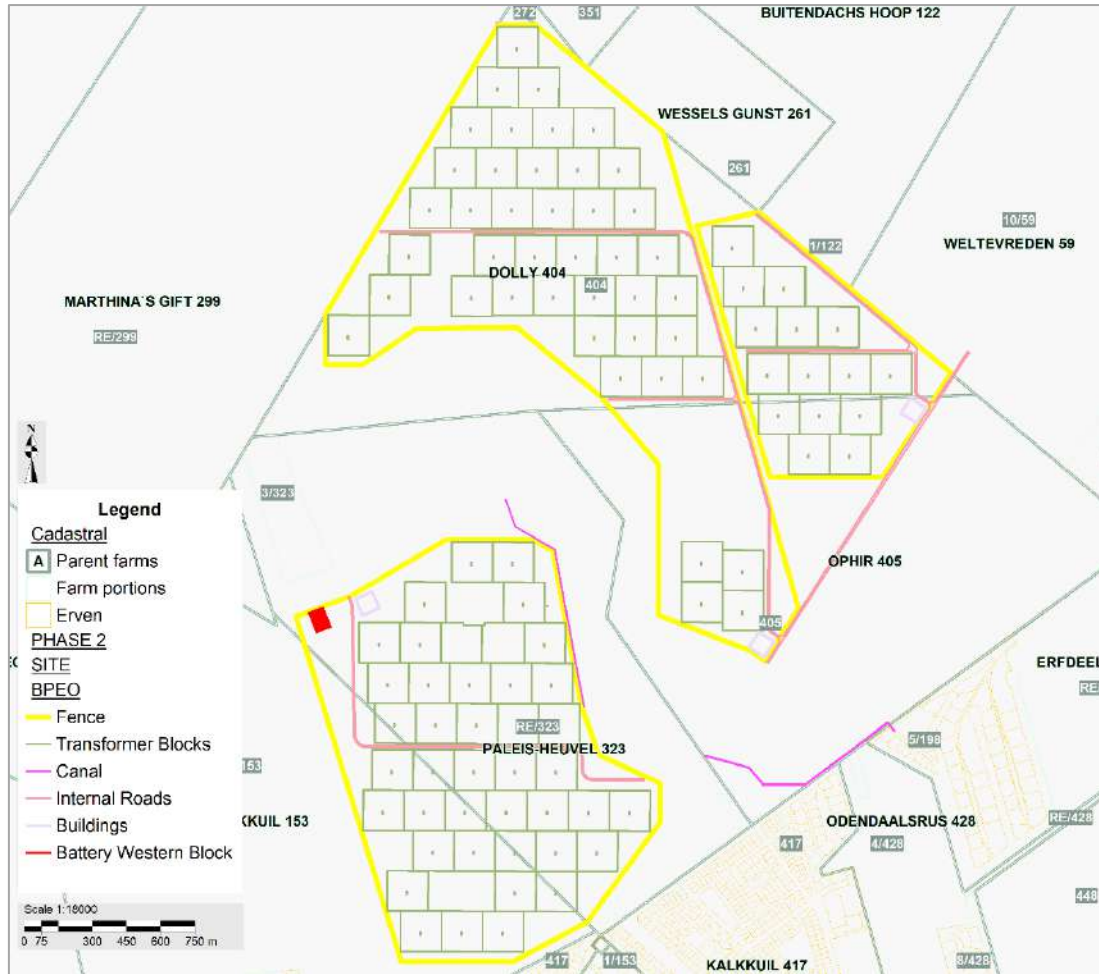 272
351
BUITENDACHS HOOP 122
WESSELS GUNST 261
261
10/59
WELTEVREDEN 59
1/122
DOLLY 404
404
MARTHINA`S GIFT 299
RE/299
N
3/323
Legend
Cadastral
A Parent farms
Farm portions
Erven
PHASE 2
SITE
BPEO
Fence
Transformer Blocks
Canal
Internal Roads
Buildings
Battery Western Block
Scale 1:18000
0 75 300 450 600 750 m
OPHIR 405
405
ERFDEEL
RE/323
PALEIS-HEUVEL 323
5/198
153
KKUIL 153
ODENDAALSRUS 428
417
4/428
RE/428
448
417
1/153
KALKKUIL 417
8/428